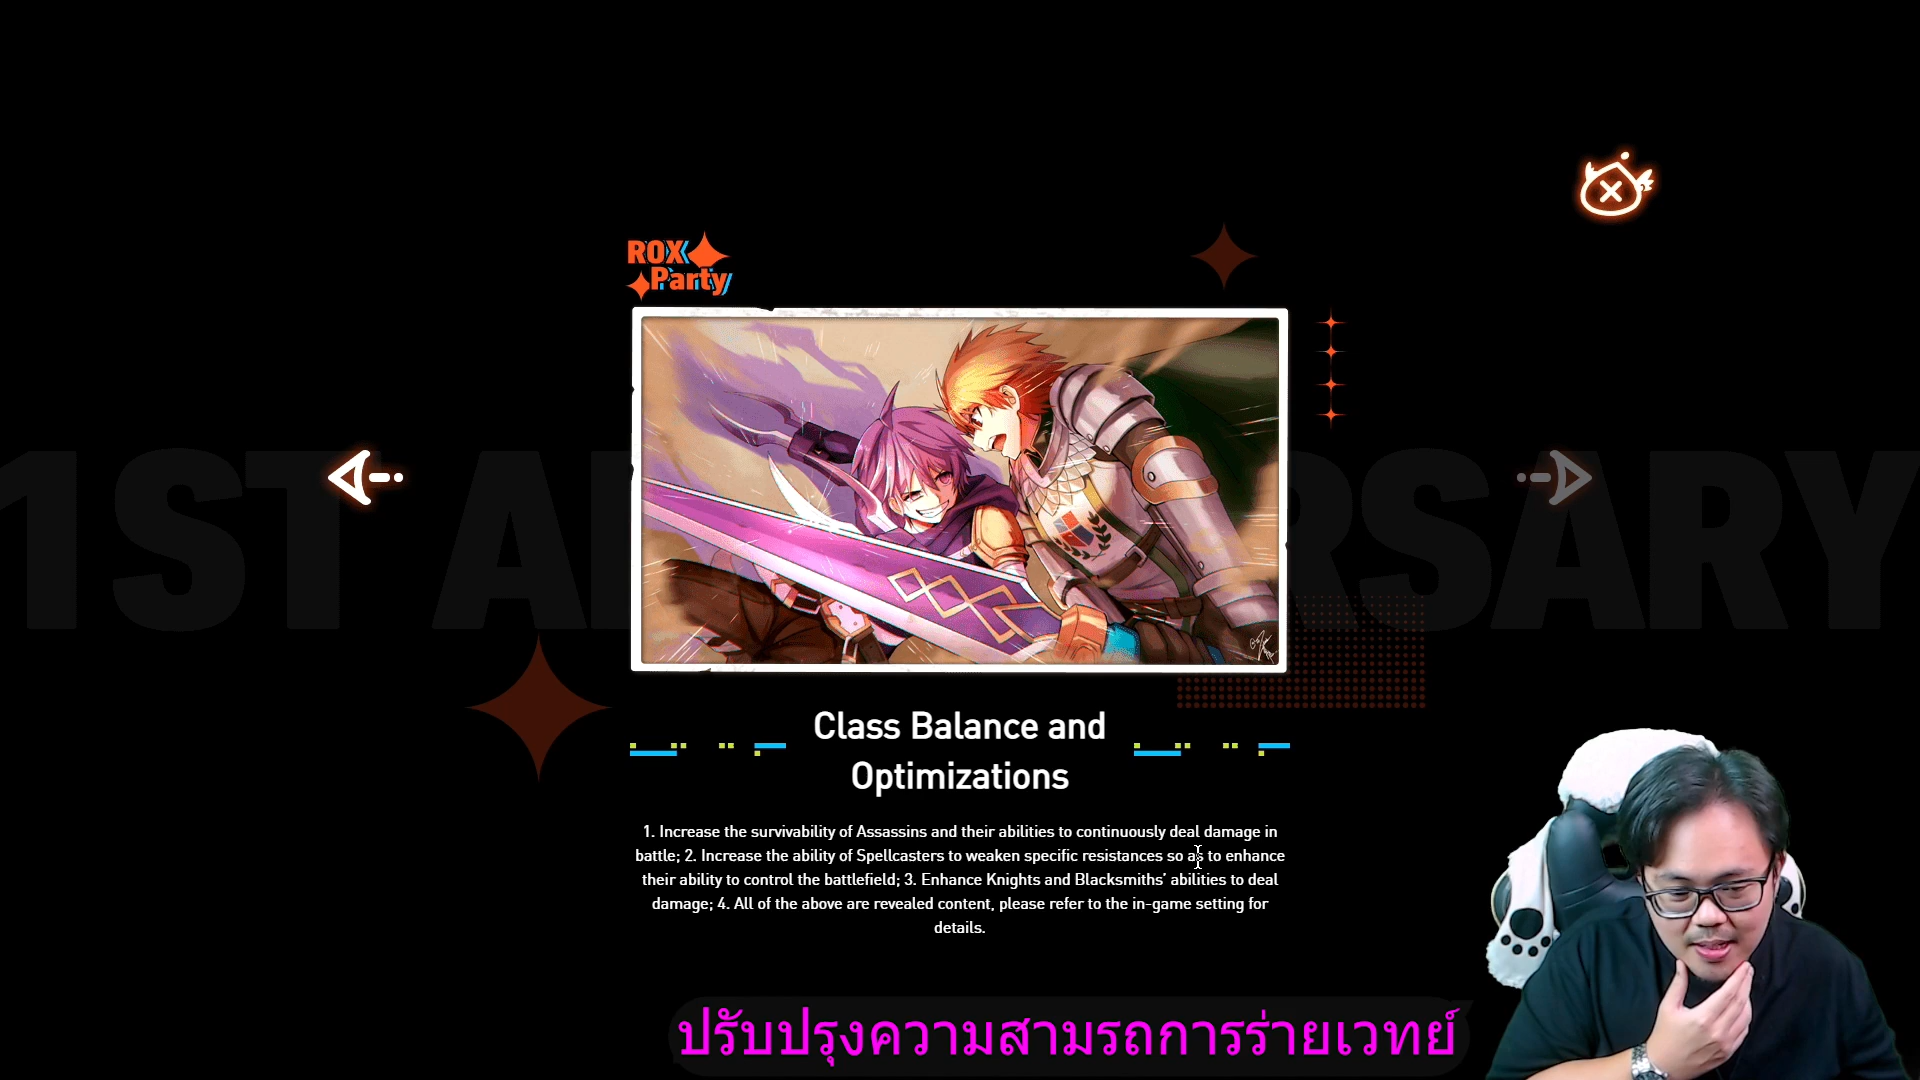 ROX
Party
1ST AN
RSARY
Class Balance and
Optimizations
1. Increase the survivability of Assassins and their abilities to continuously deal damage in
battle; 2. Increase the ability of Spellcasters to weaken specific resistances so as to enhance
their ability to control the battlefield; 3. Enhance Knights and Blacksmiths’ abilities to deal
damage; 4. All of the above are revealed content, please refer to the in-game setting for
details.
ปรับปรุงความสามรถการร่ายเวทย์